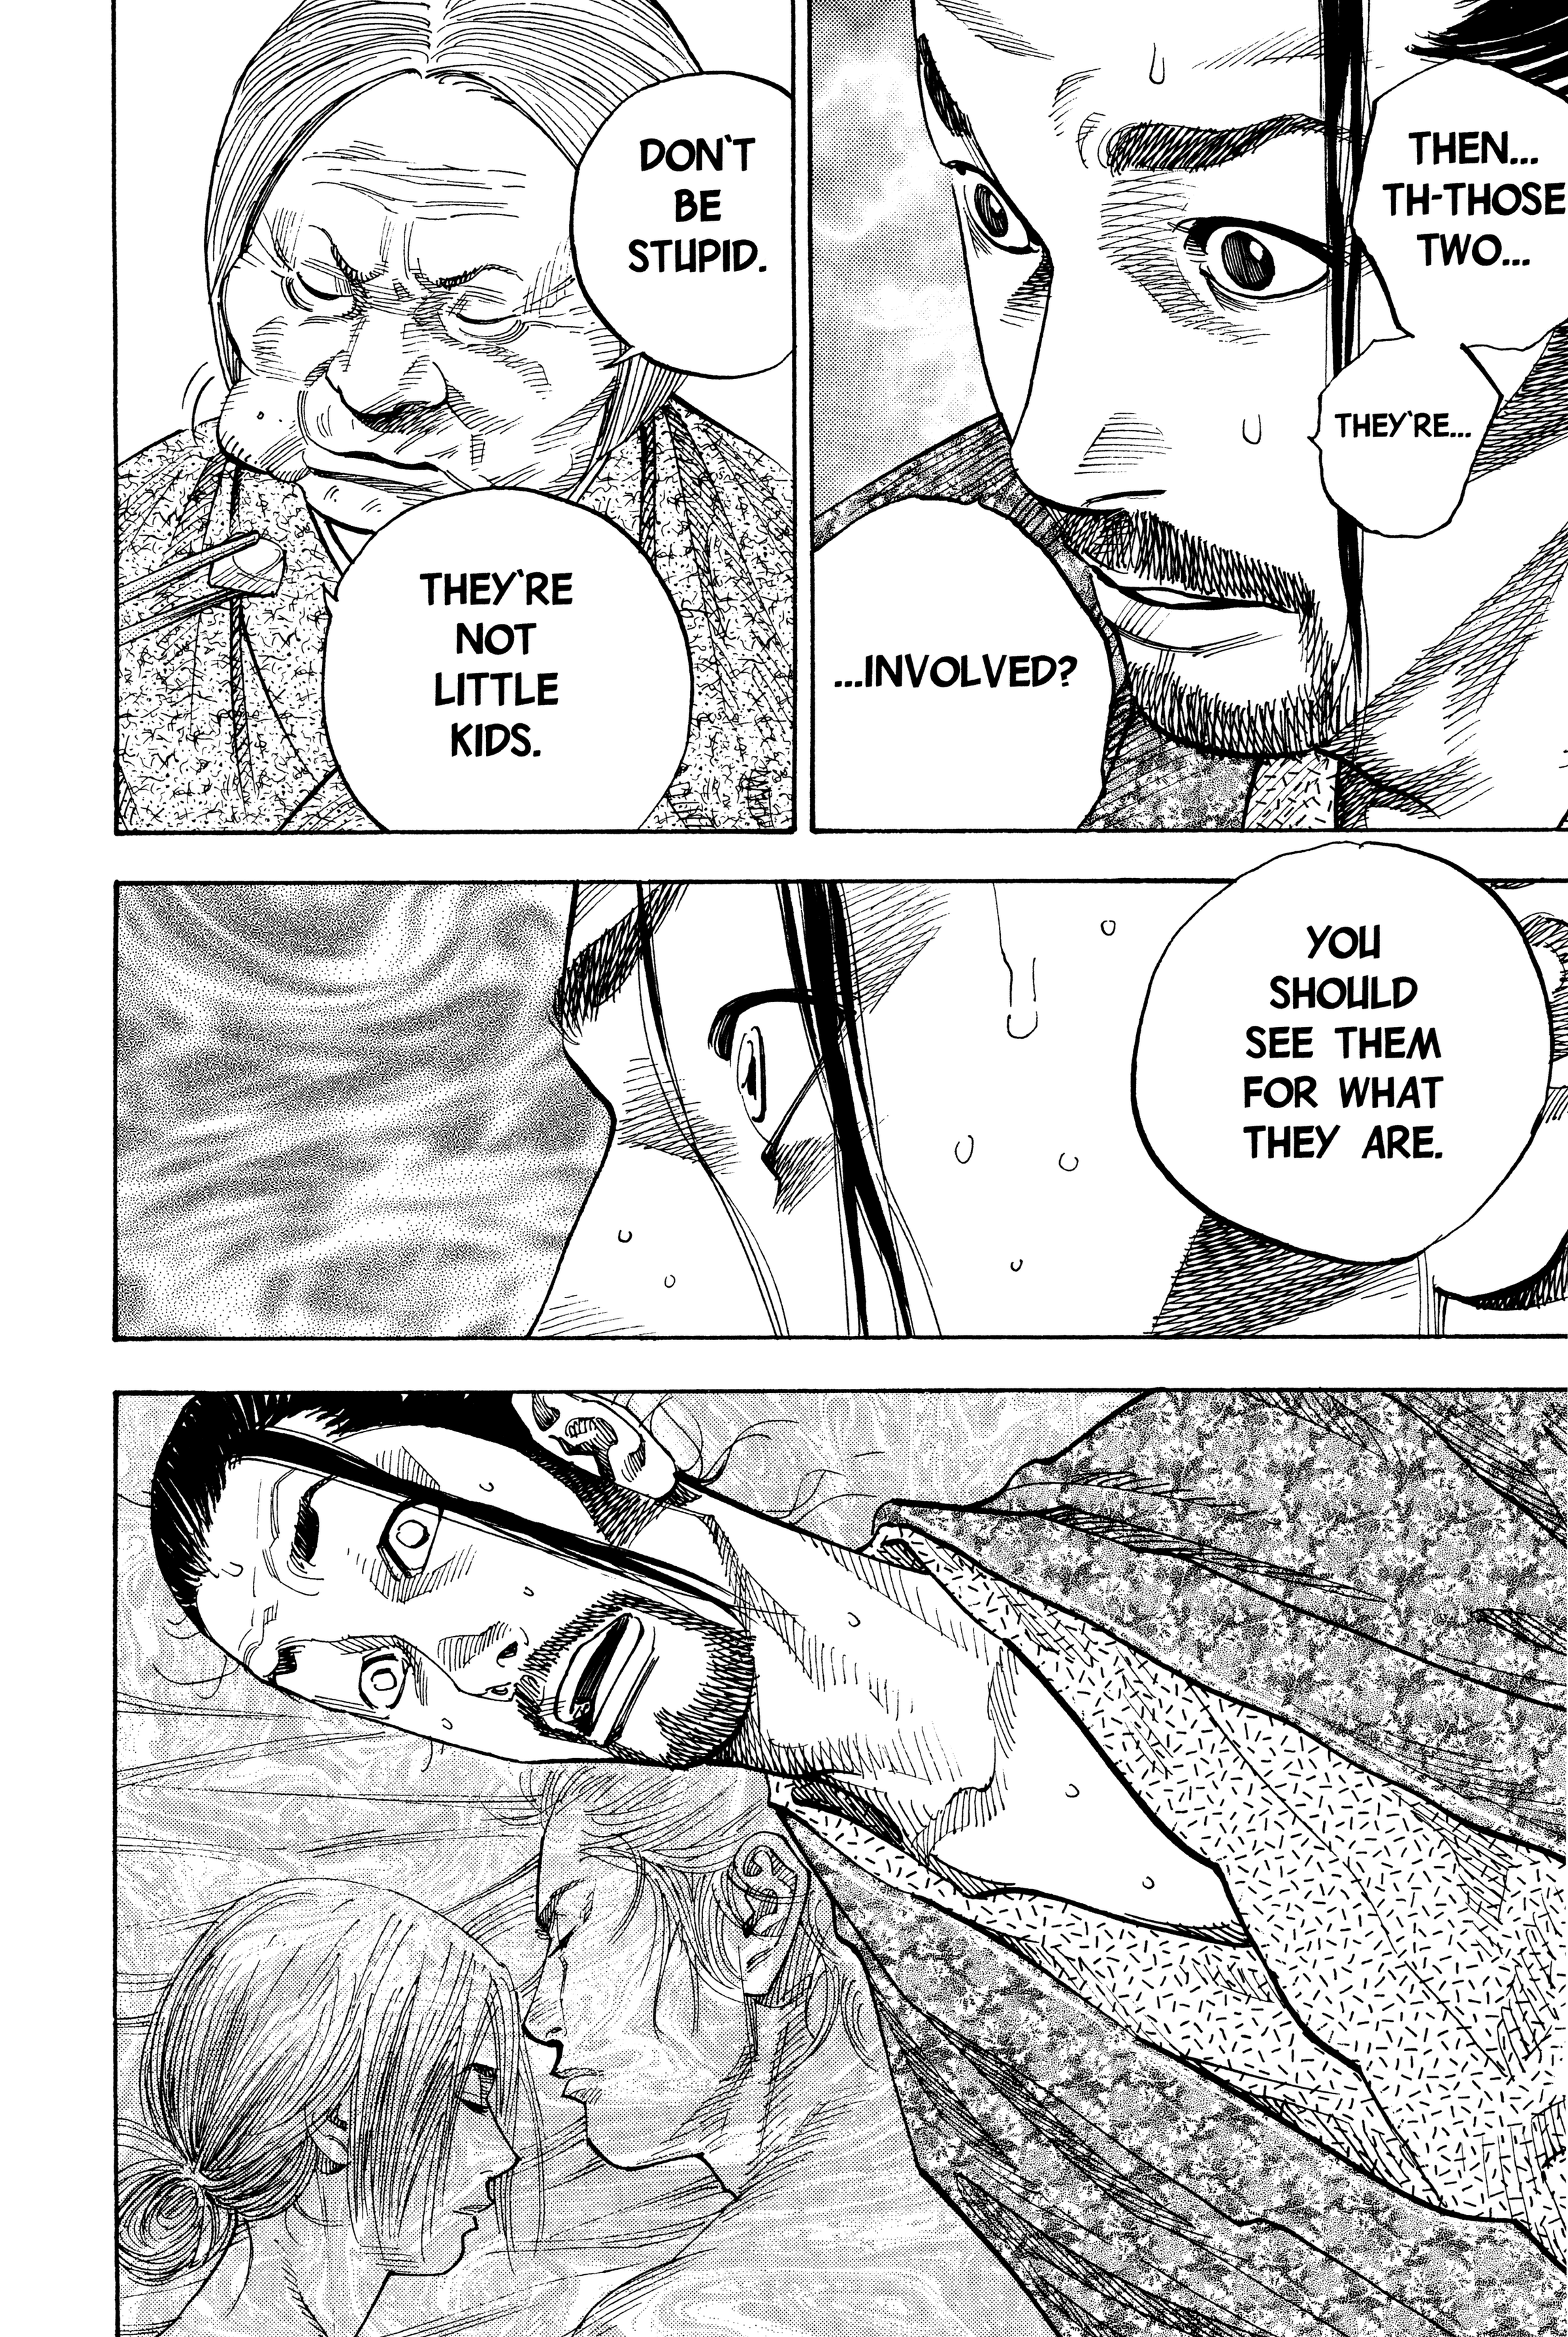 THEN...
TH-THOSE
TWO...
THEY'RE...
...INVOLVED?
DON'T
BE
STUPID.
THEY'RE
NOT
LITTLE
KIDS.
YOU
SHOULD
SEE THEM
FOR WHAT
THEY ARE.